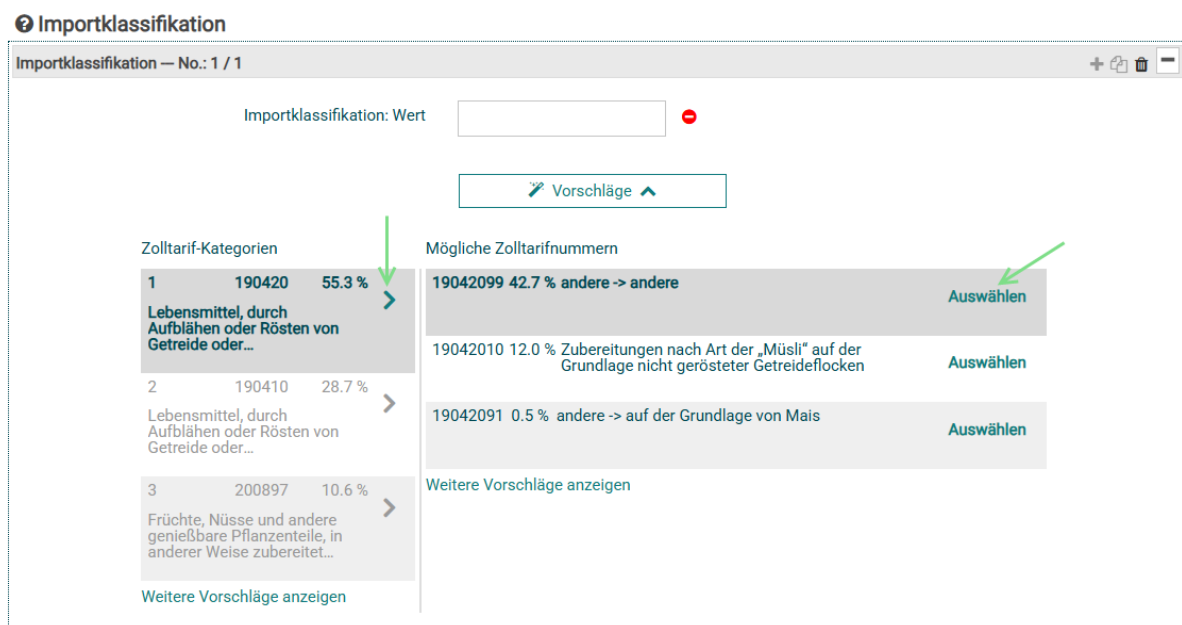 Importklassifikation
Importklassifikation — No.: 1 / 1
Importklassifikation: Wert
Vorschläge
Zolltarif-Kategorien
1 190420 55.3 %
Lebensmittel, durch
Aufblähen oder Rösten von
Getreide oder...
2 190410 28.7 %
Lebensmittel, durch
Aufblähen oder Rösten von
Getreide oder...
3 200897 10.6 %
Früchte, Nüsse und andere
genießbare Pflanzenteile, in
anderer Weise zubereitet...
Weitere Vorschläge anzeigen
Mögliche Zolltarifnummern
19042099 42.7 % andere -> andere
Auswählen
19042010 12.0 % Zubereitungen nach Art der „Müsli“ auf der
Grundlage nicht gerösteter Getreideflocken
Auswählen
19042091 0.5 % andere -> auf der Grundlage von Mais
Auswählen
Weitere Vorschläge anzeigen